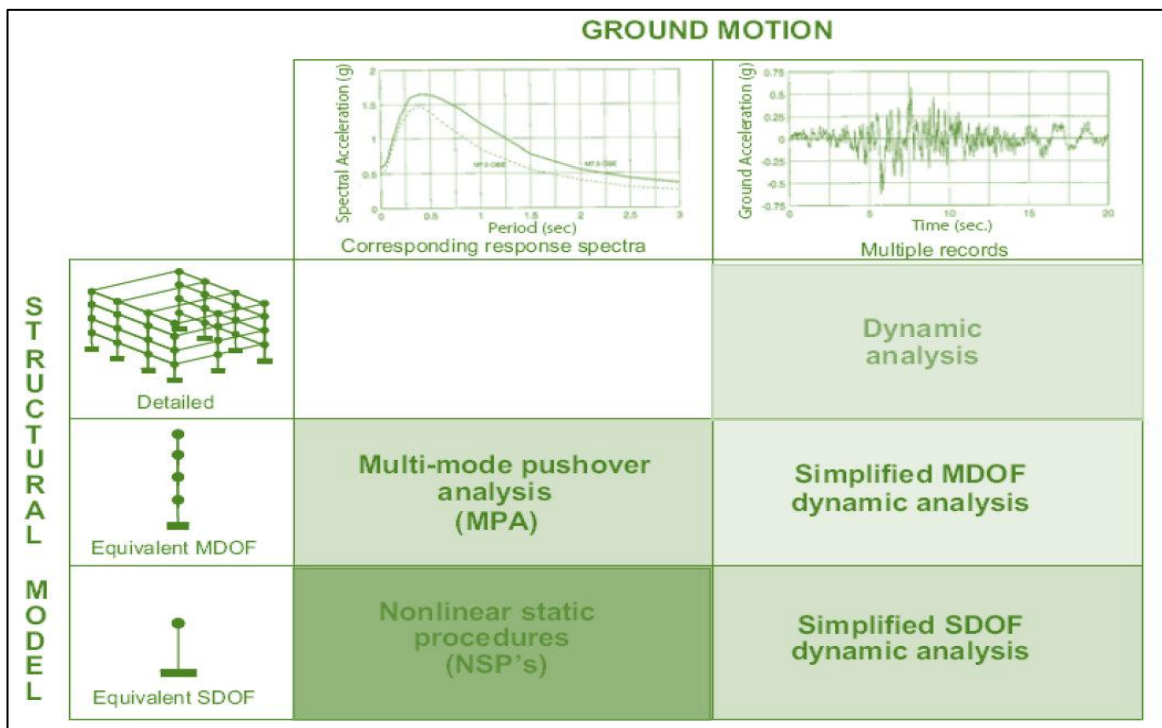 GROUND MOTION
Spectral Acceleration (g)
2
1.5
1
0.5
0
0
0.5
1
1.5
2
2.5
3
Period (sec)
Corresponding response spectra
Ground Acceleration (g)
0.75
0.5
0.25
0
-0.25
-0.5
-0.75
0
5
10
15
20
Time (sec.)
Multiple records
STRUCTURAL MODEL
Detailed
Dynamic
analysis
Equivalent MDOF
Multi-mode pushover
analysis
(MPA)
Simplified MDOF
dynamic analysis
Equivalent SDOF
Nonlinear static
procedures
(NSP's)
Simplified SDOF
dynamic analysis